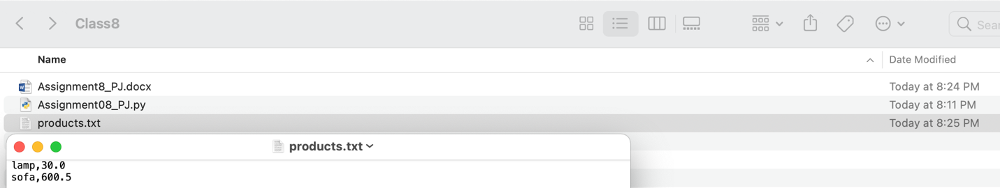 Class8
Sear
Name
Date Modified
Assignment8_PJ.docx
Today at 8:24 PM
Assignment08_PJ.py
Today at 8:11 PM
products.txt
Today at 8:25 PM
products.txt
lamp,30.0
sofa,600.5